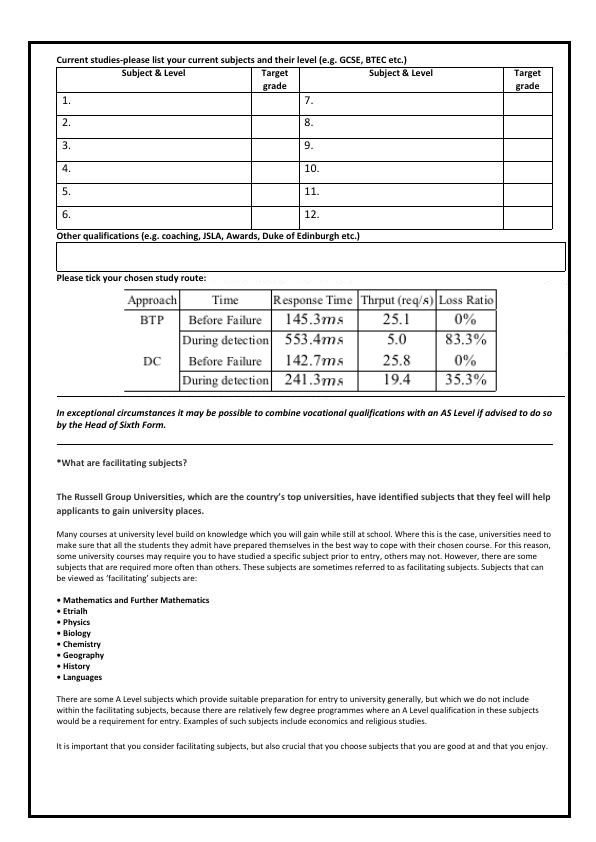 Current studies-please list your current subjects and their level (e.g. GCSE, BTEC etc.)
Subject & Level Target grade Subject & Level Target grade
1. 7.
2. 8.
3. 9.
4. 10.
5. 11.
6. 12.
Other qualifications (e.g. coaching, JSLA, Awards, Duke of Edinburgh etc.)
Please tick your chosen study route:
Approach Time Response Time Thrput (req/s) Loss Ratio
BTP Before Failure 145.3ms 25.1 0%
During detection 553.4ms 5.0 83.3%
DC Before Failure 142.7ms 25.8 0%
During detection 241.3ms 19.4 35.3%
In exceptional circumstances it may be possible to combine vocational qualifications with an AS Level if advised to do so
by the Head of Sixth Form.
*What are facilitating subjects?
The Russell Group Universities, which are the country's top universities, have identified subjects that they feel will help
applicants to gain university places.
Many courses at university level build on knowledge which you will gain while still at school. Where this is the case, universities need to
make sure that all the students they admit have prepared themselves in the best way to cope with their chosen course. For this reason,
some university courses may require you to have studied a specific subject prior to entry, others may not. However, there are some
subjects that are required more often than others. These subjects are sometimes referred to as facilitating subjects. Subjects that can
be viewed as 'facilitating' subjects are:
• Mathematics and Further Mathematics
• Etrialh
• Physics
• Biology
• Chemistry
• Geography
• History
• Languages
There are some A Level subjects which provide suitable preparation for entry to university generally, but which we do not include
within the facilitating subjects, because there are relatively few degree programmes where an A Level qualification in these subjects
would be a requirement for entry. Examples of such subjects include economics and religious studies.
It is important that you consider facilitating subjects, but also crucial that you choose subjects that you are good at and that you enjoy.